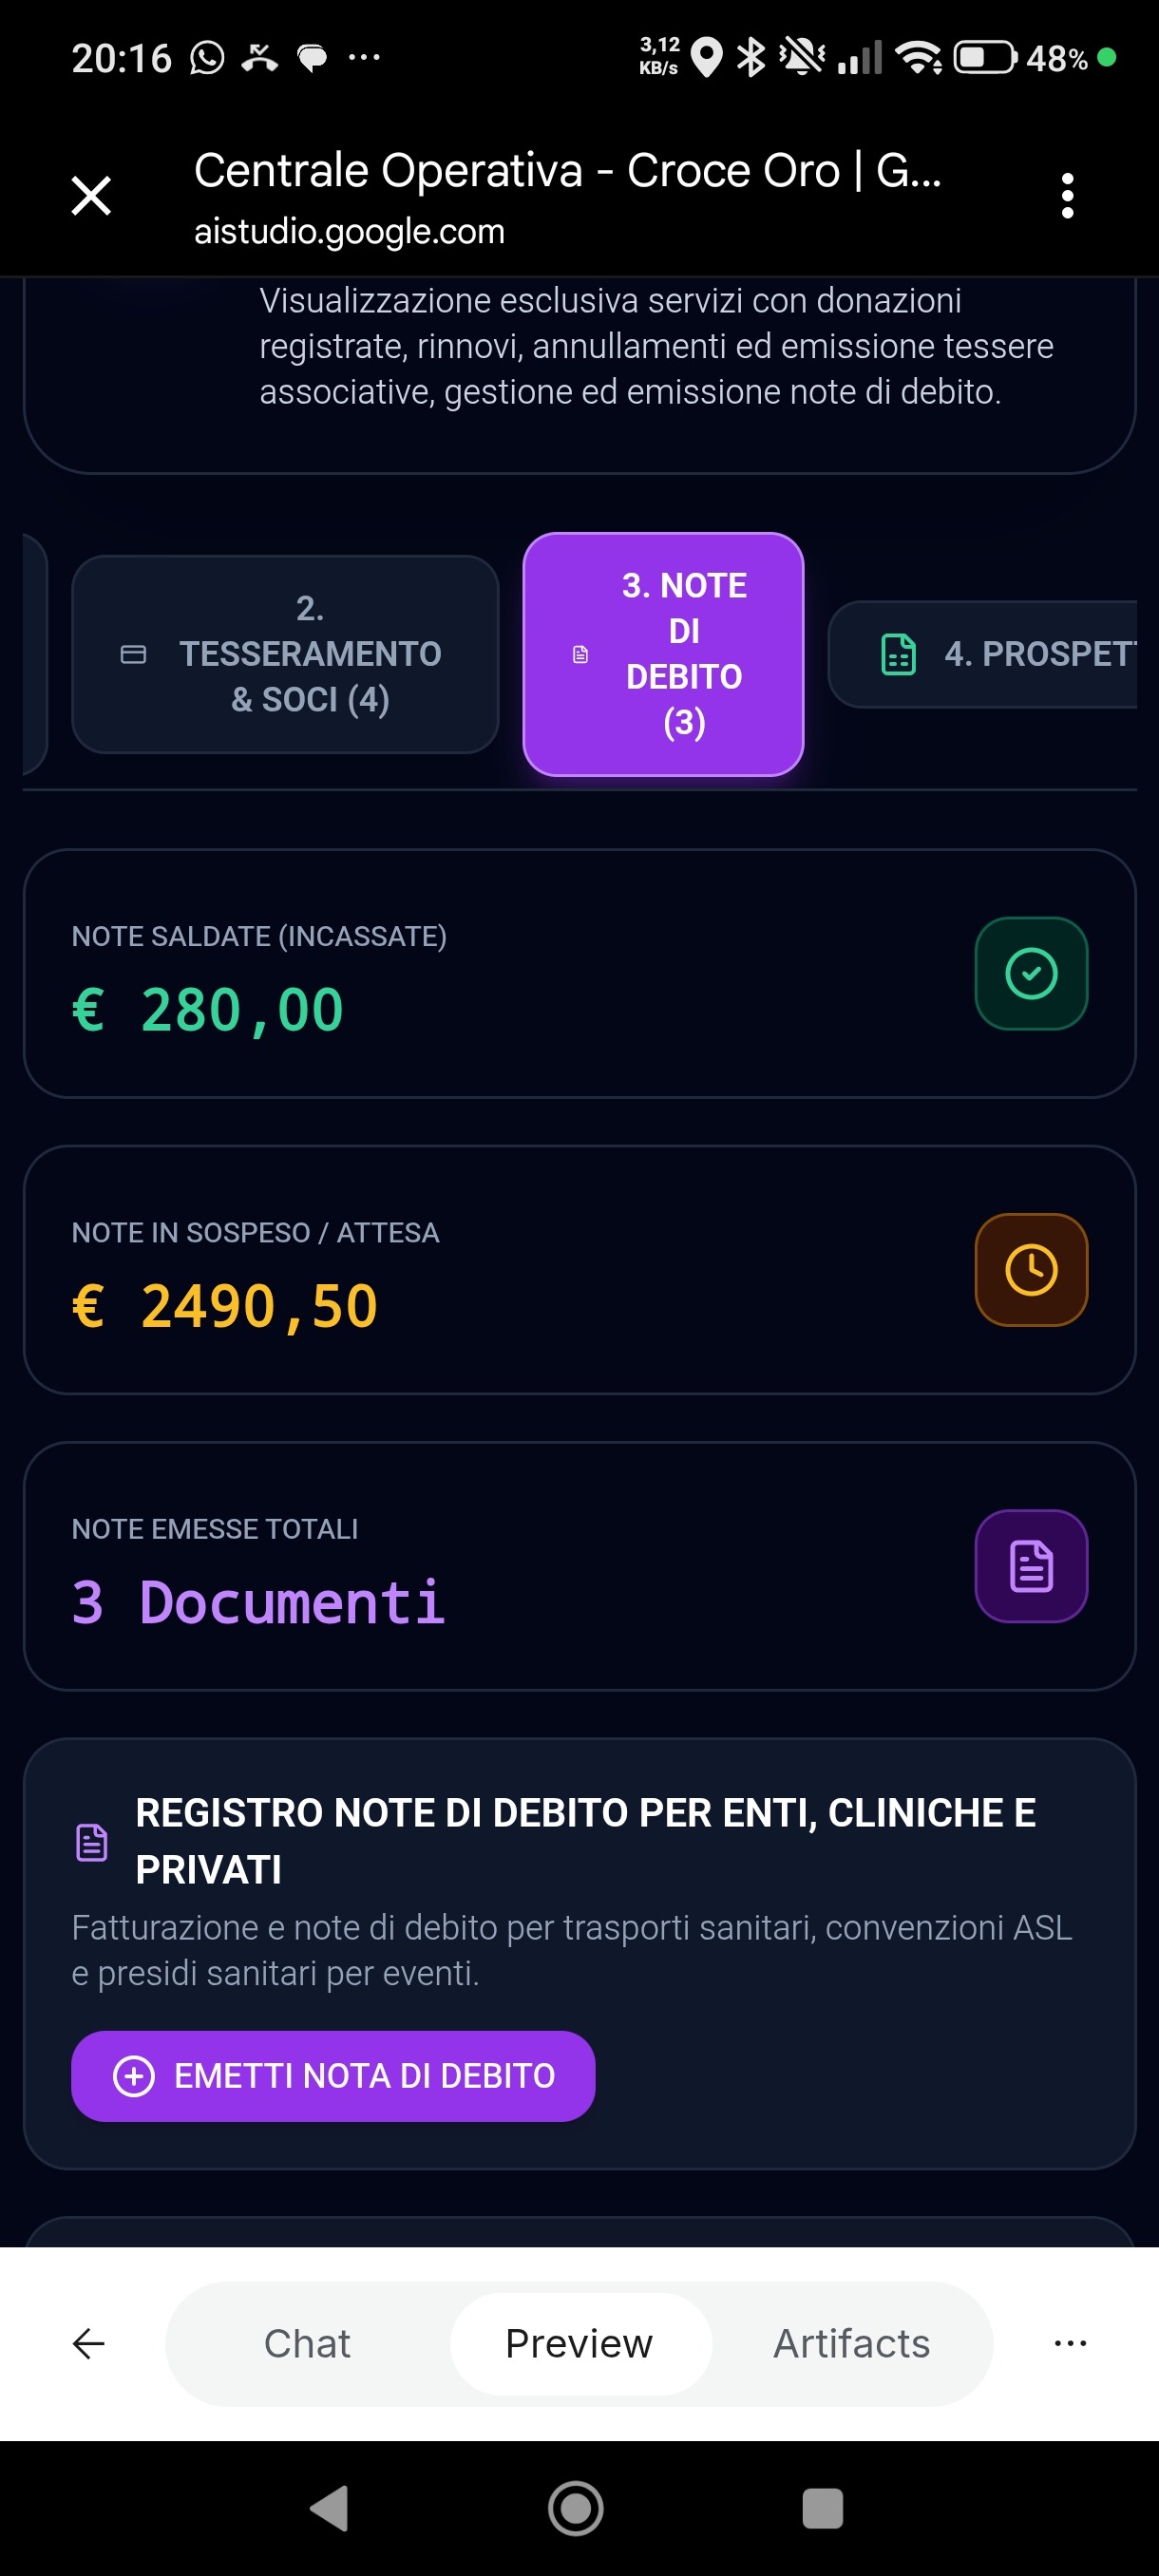 20:16
3,12
KB/s
48%
Centrale Operativa - Croce Oro | G...
aistudio.google.com
Visualizzazione esclusiva servizi con donazioni
registrate, rinnovi, annullamenti ed emissione tessere
associative, gestione ed emissione note di debito.
2.
TESSERAMENTO
& SOCI (4)
3. NOTE
DI
DEBITO
(3)
4. PROSPET
NOTE SALDATE (INCASSATE)
€ 280,00
NOTE IN SOSPESO / ATTESA
€ 2490,50
NOTE EMESSE TOTALI
3 Documenti
REGISTRO NOTE DI DEBITO PER ENTI, CLINICHE E
PRIVATI
Fatturazione e note di debito per trasporti sanitari, convenzioni ASL
e presidi sanitari per eventi.
EMETTI NOTA DI DEBITO
Chat
Preview
Artifacts